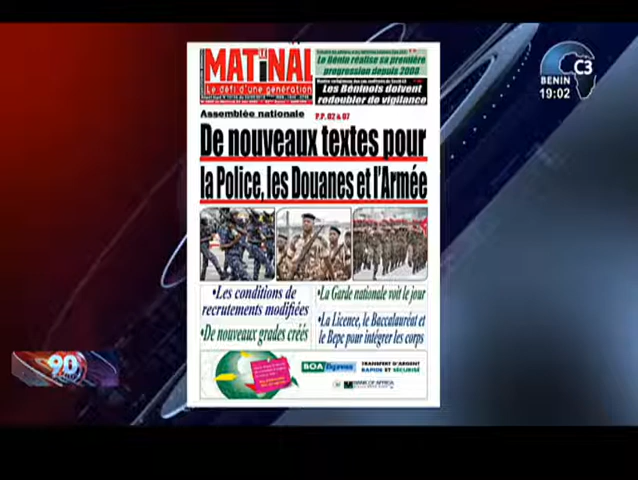 LE
MATiNAL
Le défi d'une génération
Le Bénin réalise sa première
progression depuis 2008
Les Béninois doivent
redoubler de vigilance
Assemblée nationale P.P. 02 & 07
De nouveaux textes pour
la Police, les Douanes et l'Armée
•Les conditions de
recrutements modifiées
•De nouveaux grades créés
•La Garde nationale voit le jour
•La Licence, le Baccalauréat et
le Bepc pour intégrer les corps
BOA Express
TRANSFERT D'ARGENT
RAPIDE ET SÉCURISÉ
BANK OF AFRICA
C3
BENIN
19:02
90